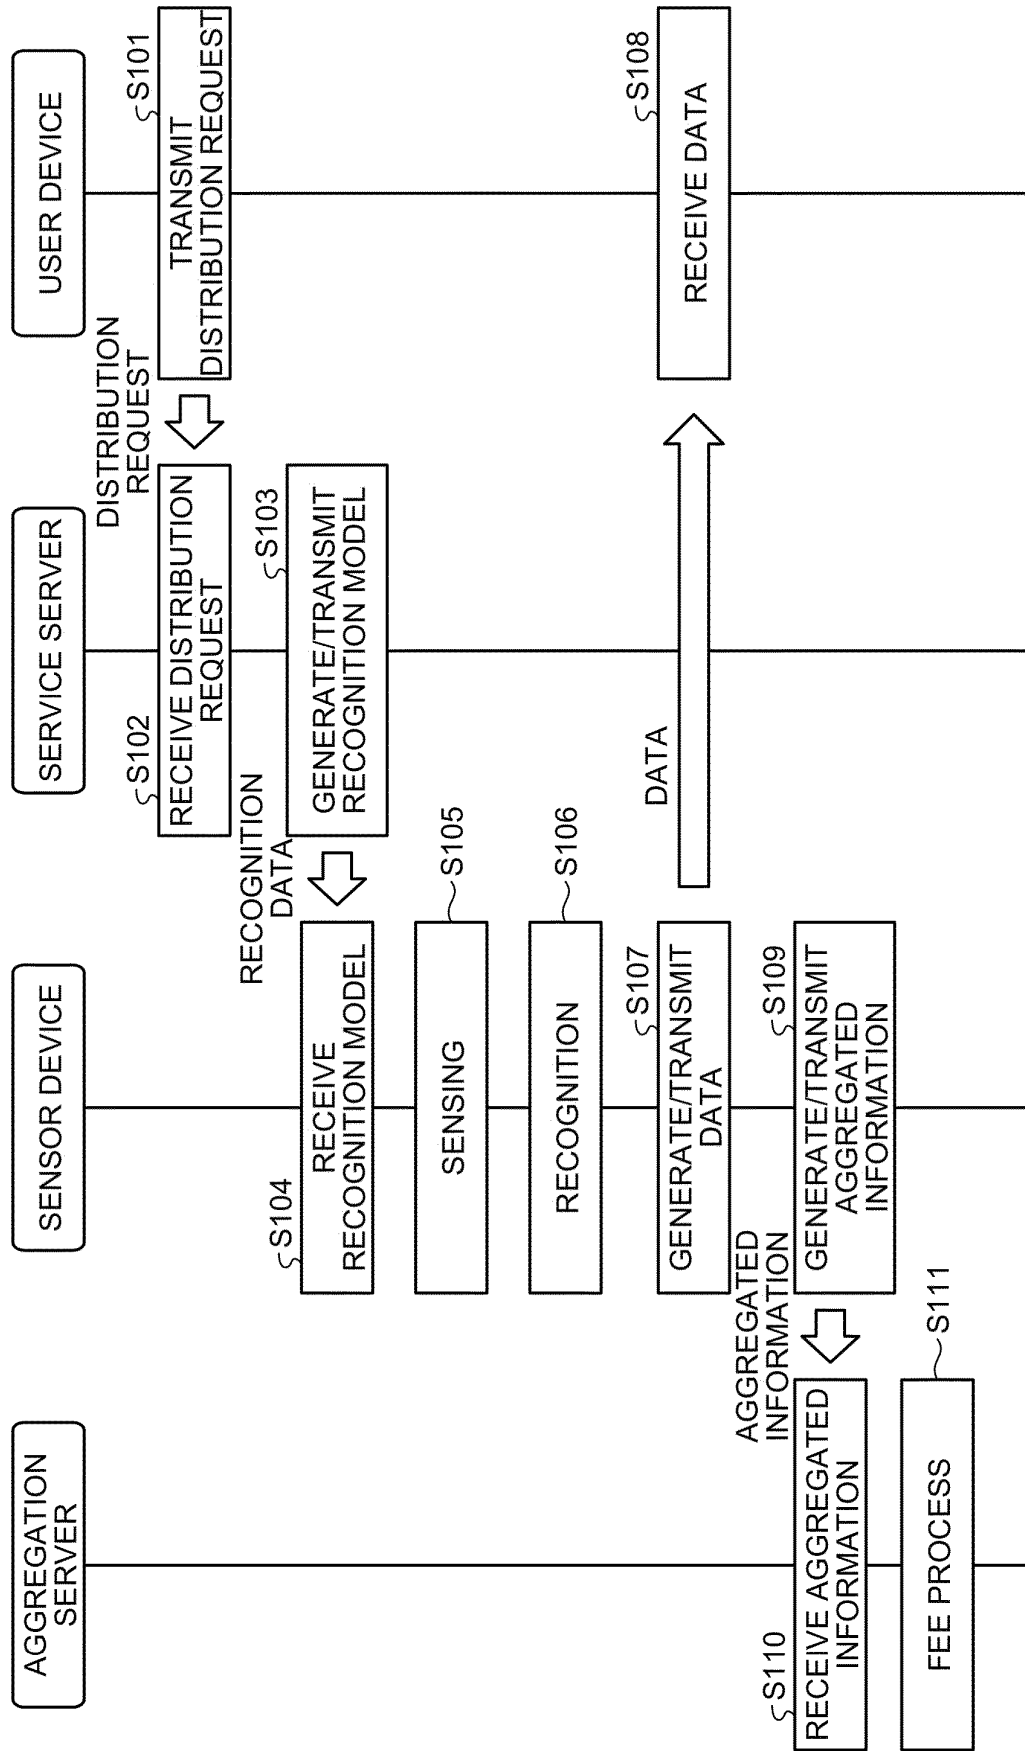 AGGREGATION
SERVER
SENSOR DEVICE
SERVICE SERVER
USER DEVICE
DISTRIBUTION
REQUEST
S101
TRANSMIT
DISTRIBUTION REQUEST
S102
RECEIVE DISTRIBUTION
REQUEST
S103
GENERATE/TRANSMIT
RECOGNITION MODEL
RECOGNITION
DATA
S104
RECEIVE
RECOGNITION MODEL
S105
SENSING
S106
RECOGNITION
S107
GENERATE/TRANSMIT
DATA
DATA
S108
RECEIVE DATA
S109
GENERATE/TRANSMIT
AGGREGATED
INFORMATION
AGGREGATED
INFORMATION
S110
RECEIVE AGGREGATED
INFORMATION
S111
FEE PROCESS